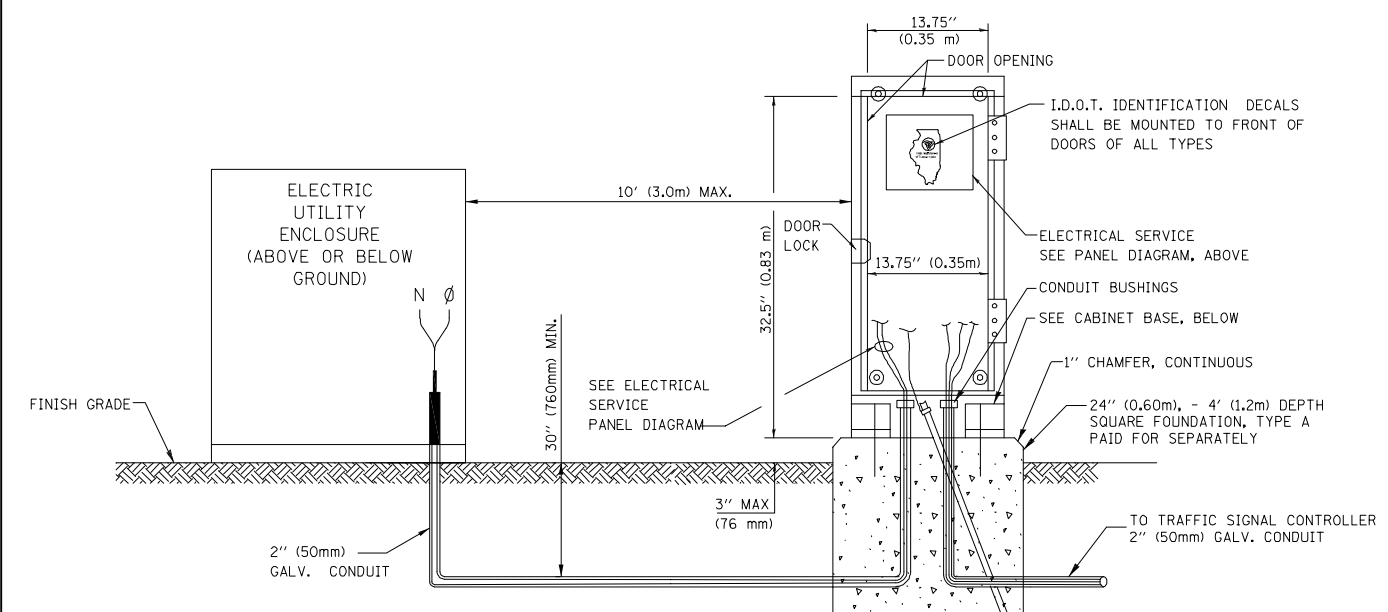 13.75"
(0.35 m)
DOOR OPENING
I.D.O.T. IDENTIFICATION DECALS
SHALL BE MOUNTED TO FRONT OF
DOORS OF ALL TYPES
ELECTRIC
UTILITY
ENCLOSURE
(ABOVE OR BELOW
GROUND)
10' (3.0m) MAX.
DOOR
LOCK
32.5" (0.83 m)
13.75" (0.35m)
ELECTRICAL SERVICE
SEE PANEL DIAGRAM, ABOVE
CONDUIT BUSHINGS
SEE CABINET BASE, BELOW
N Ø
30" (760mm) MIN.
1" CHAMFER, CONTINUOUS
SEE ELECTRICAL
SERVICE
PANEL DIAGRAM
FINISH GRADE
24" (0.60m), - 4' (1.2m) DEPTH
SQUARE FOUNDATION, TYPE A
PAID FOR SEPARATELY
3" MAX
(76 mm)
2" (50mm)
GALV. CONDUIT
TO TRAFFIC SIGNAL CONTROLLER
2" (50mm) GALV. CONDUIT